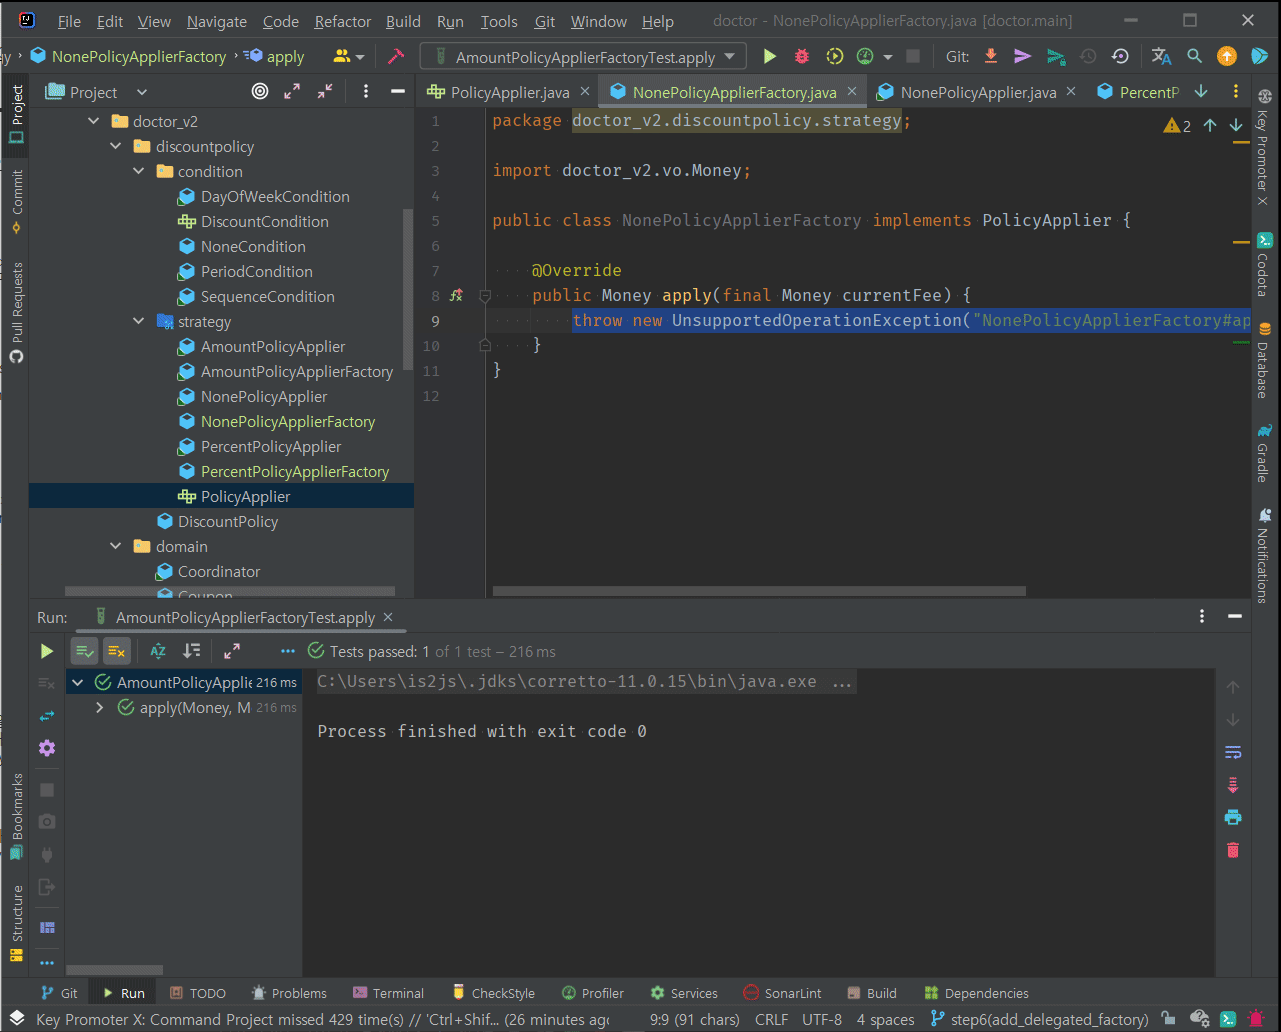 File Edit View Navigate Code Refactor Build Run Tools Git Window Help doctor - NonePolicyApplierFactory.java [doctor.main]
y NonePolicyApplierFactory apply AmountPolicyApplierFactoryTest.apply Git:
Project PolicyApplier.java NonePolicyApplierFactory.java NonePolicyApplier.java PercentP
doctor_v2
discountpolicy
condition
DayOfWeekCondition
DiscountCondition
NoneCondition
PeriodCondition
SequenceCondition
strategy
AmountPolicyApplier
AmountPolicyApplierFactory
NonePolicyApplier
NonePolicyApplierFactory
PercentPolicyApplier
PercentPolicyApplierFactory
PolicyApplier
DiscountPolicy
domain
Coordinator
Coupon
1 package doctor_v2.discountpolicy.strategy;
2
3 import doctor_v2.vo.Money;
4
5 public class NonePolicyApplierFactory implements PolicyApplier {
6
7 @Override
8 public Money apply(final Money currentFee) {
9 throw new UnsupportedOperationException("NonePolicyApplierFactory#ap
10 }
11 }
12
2
Project
Commit
Pull Requests
Bookmarks
Structure
Key Promoter X
Codota
Database
Gradle
Notifications
Run: AmountPolicyApplierFactoryTest.apply
Tests passed: 1 of 1 test – 216 ms
AmountPolicyApplie 216 ms
apply(Money, M 216 ms
C:\Users\is2js\.jdks\corretto-11.0.15\bin\java.exe ...
Process finished with exit code 0
Git Run TODO Problems Terminal CheckStyle Profiler Services SonarLint Build Dependencies
Key Promoter X: Command Project missed 429 time(s) // 'Ctrl+Shif... (26 minutes ago 9:9 (91 chars) CRLF UTF-8 4 spaces step6(add_delegated_factory)